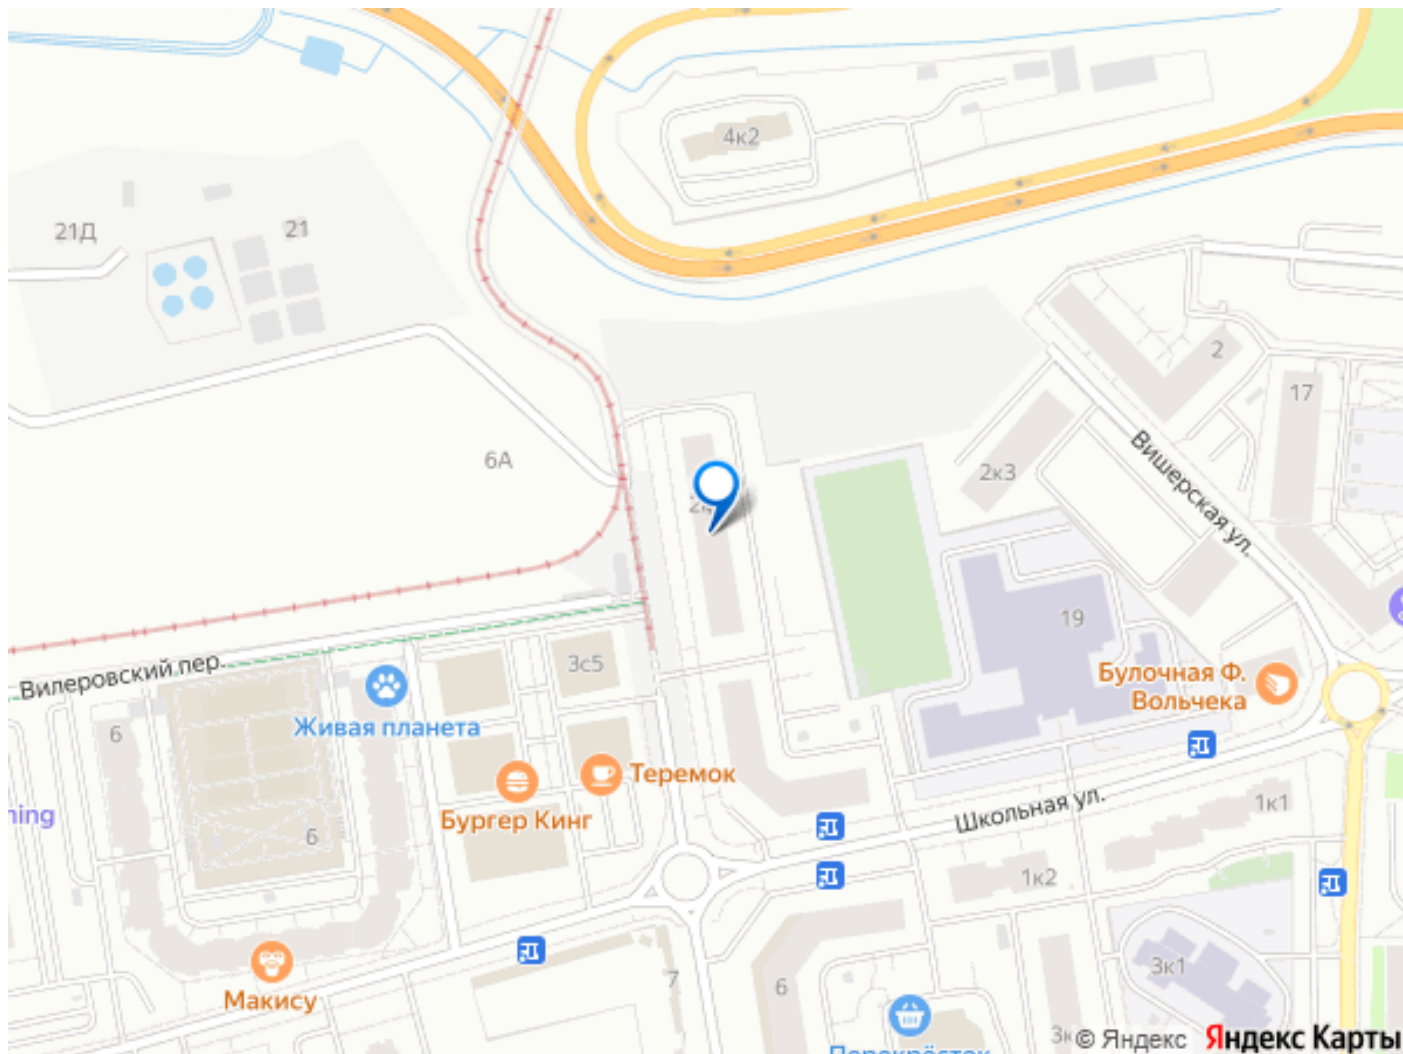 4к2
21Д
21
2
17
6А
2к3
Вишерская ул.
3с5
19
Вилеровский пер.
Живая планета
Булочная Ф.
Вольчека
6
Теремок
Бургер Кинг
ning
6
Школьная ул.
1к1
1к2
Макису
7
6
3к1
Перекрёсток
© Яндекс
Яндекс Карты